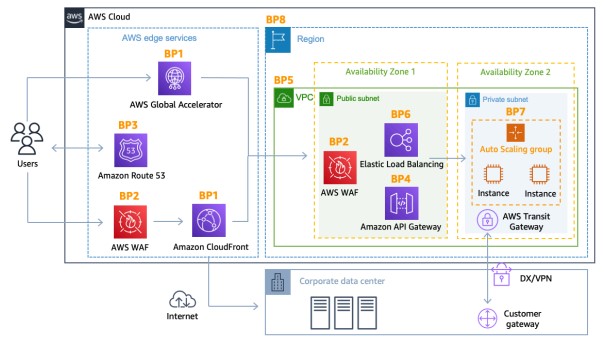 aws
AWS Cloud
BP8
AWS edge services
Region
BP1
AWS Global Accelerator
Availability Zone 1
Availability Zone 2
BP5
VPC
Public subnet
Private subnet
BP7
Auto Scaling group
Instance
Instance
BP6
Elastic Load Balancing
BP2
AWS WAF
BP4
Amazon API Gateway
AWS Transit
Gateway
Users
BP3
53
Amazon Route 53
BP2
AWS WAF
BP1
Amazon CloudFront
Internet
Corporate data center
DX/VPN
Customer
gateway